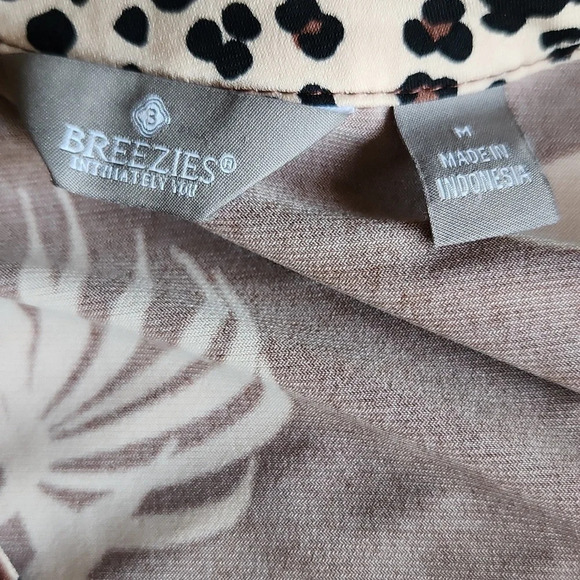 B
BREEZIES®
INTIMATELY YOU
M
MADE IN
INDONESIA